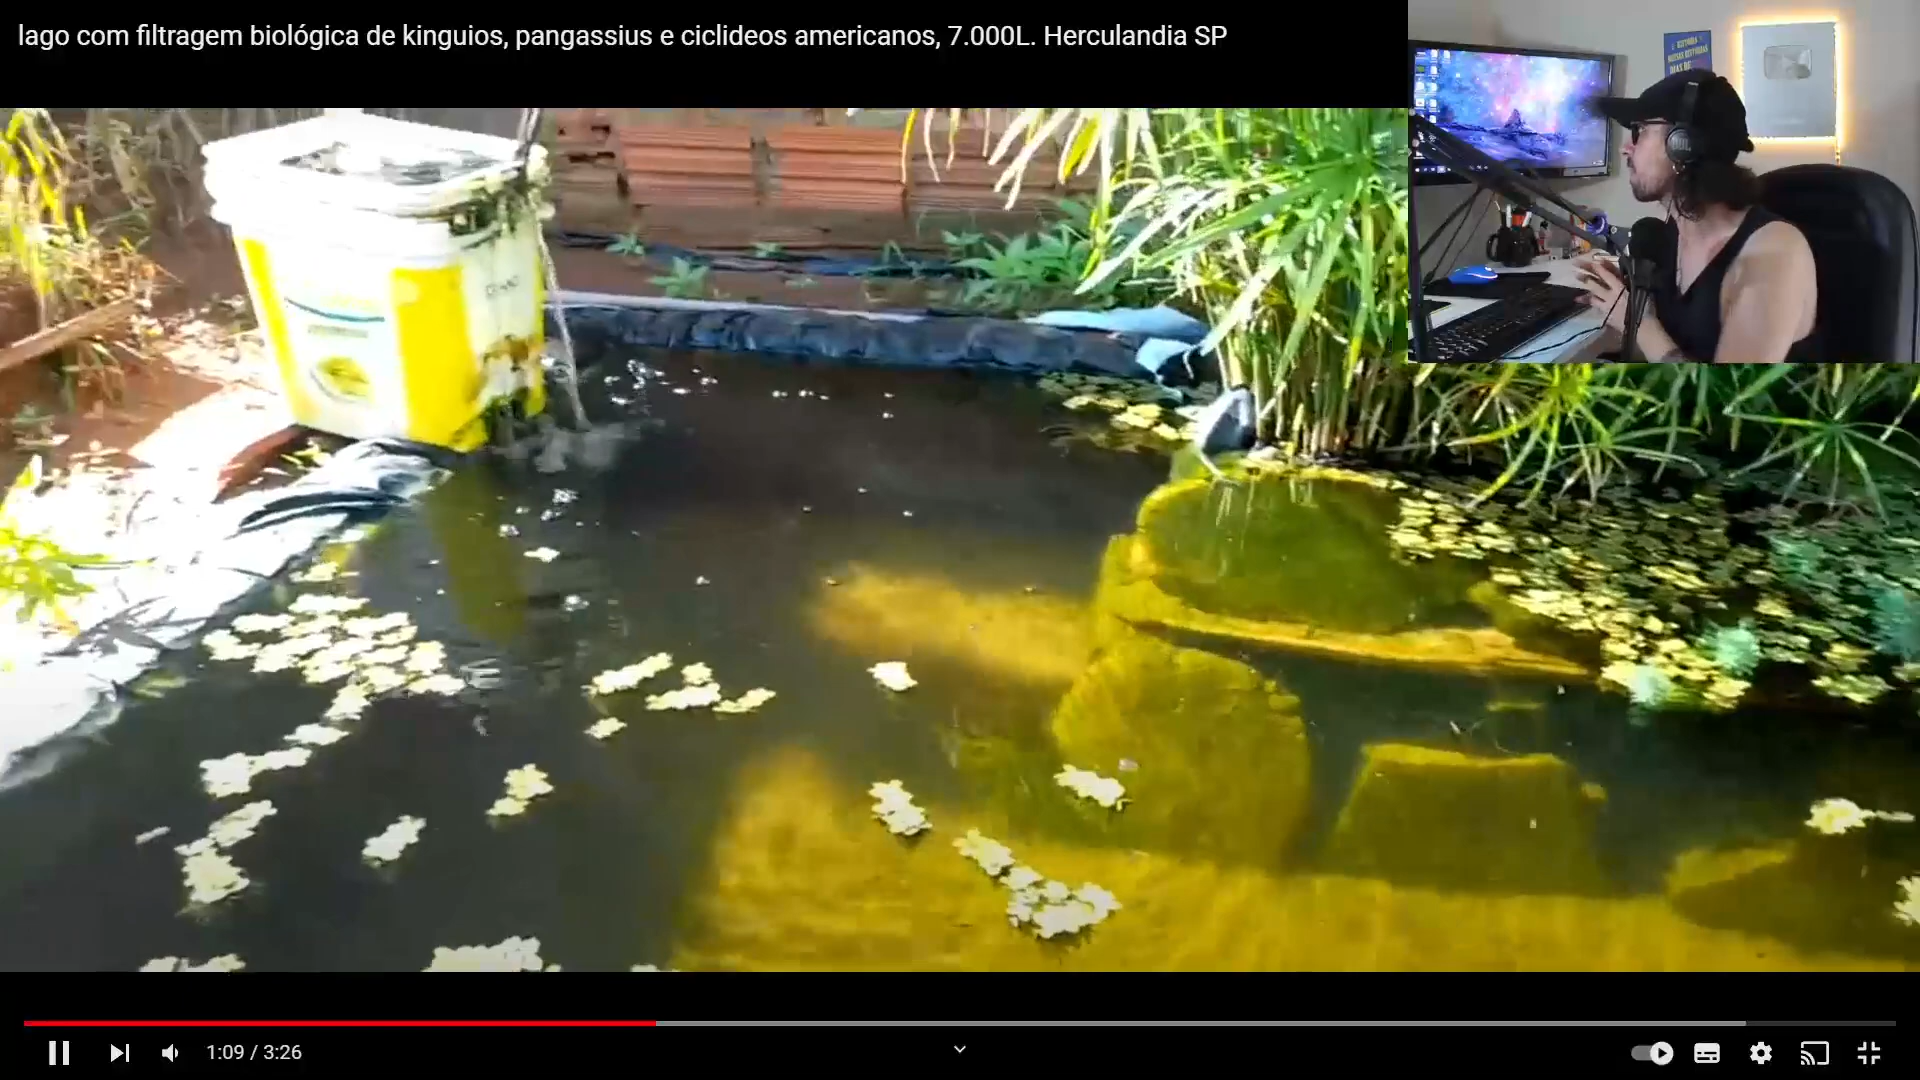 lago com filtragem biológica de kinguios, pangassius e ciclideos americanos, 7.000L. Herculandia SP
1:09 / 3:26